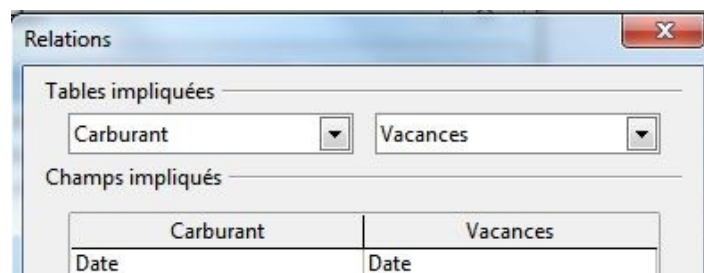 Relations
Tables impliquées
Carburant Vacances
Champs impliqués
Carburant Vacances
Date Date